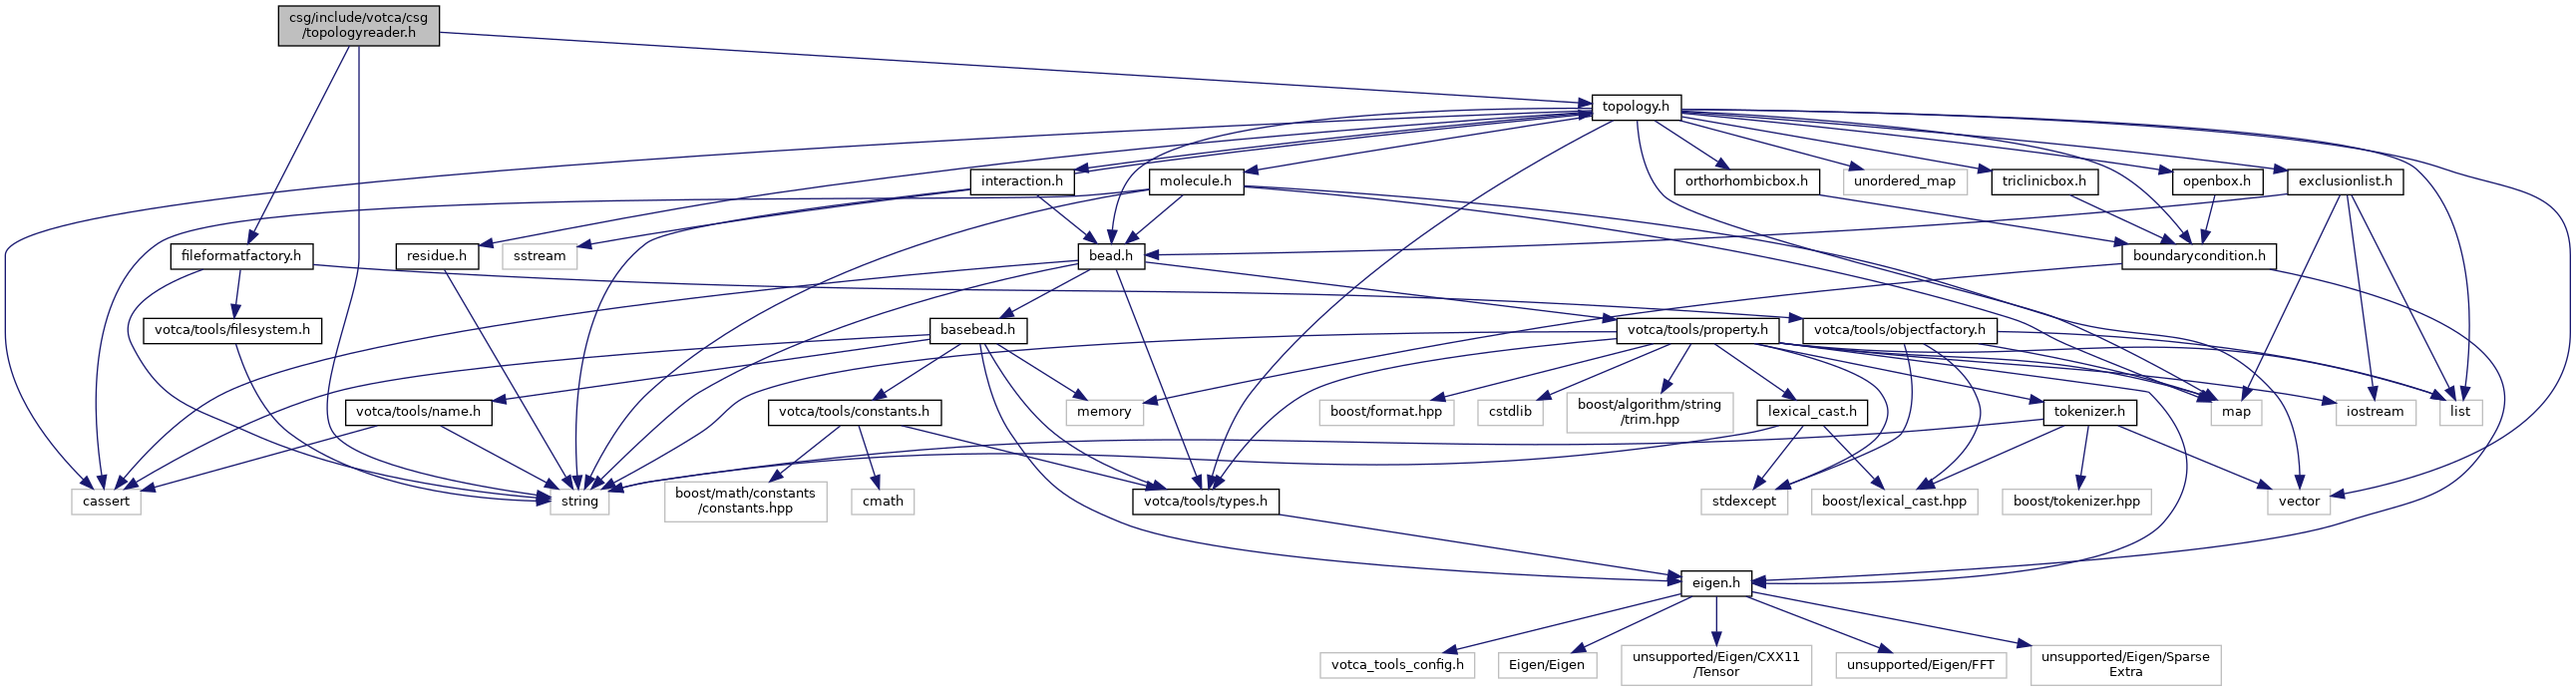 csg/include/votca/csg
/topologyreader.h
topology.h
interaction.h
molecule.h
orthorhombicbox.h
unordered_map
triclinicbox.h
openbox.h
exclusionlist.h
fileformatfactory.h
residue.h
sstream
bead.h
boundarycondition.h
votca/tools/filesystem.h
basebead.h
votca/tools/property.h
votca/tools/objectfactory.h
votca/tools/name.h
votca/tools/constants.h
memory
boost/format.hpp
cstdlib
boost/algorithm/string
/trim.hpp
lexical_cast.h
tokenizer.h
map
iostream
list
cassert
string
boost/math/constants
/constants.hpp
cmath
votca/tools/types.h
stdexcept
boost/lexical_cast.hpp
boost/tokenizer.hpp
vector
eigen.h
votca_tools_config.h
Eigen/Eigen
unsupported/Eigen/CXX11
/Tensor
unsupported/Eigen/FFT
unsupported/Eigen/Sparse
Extra